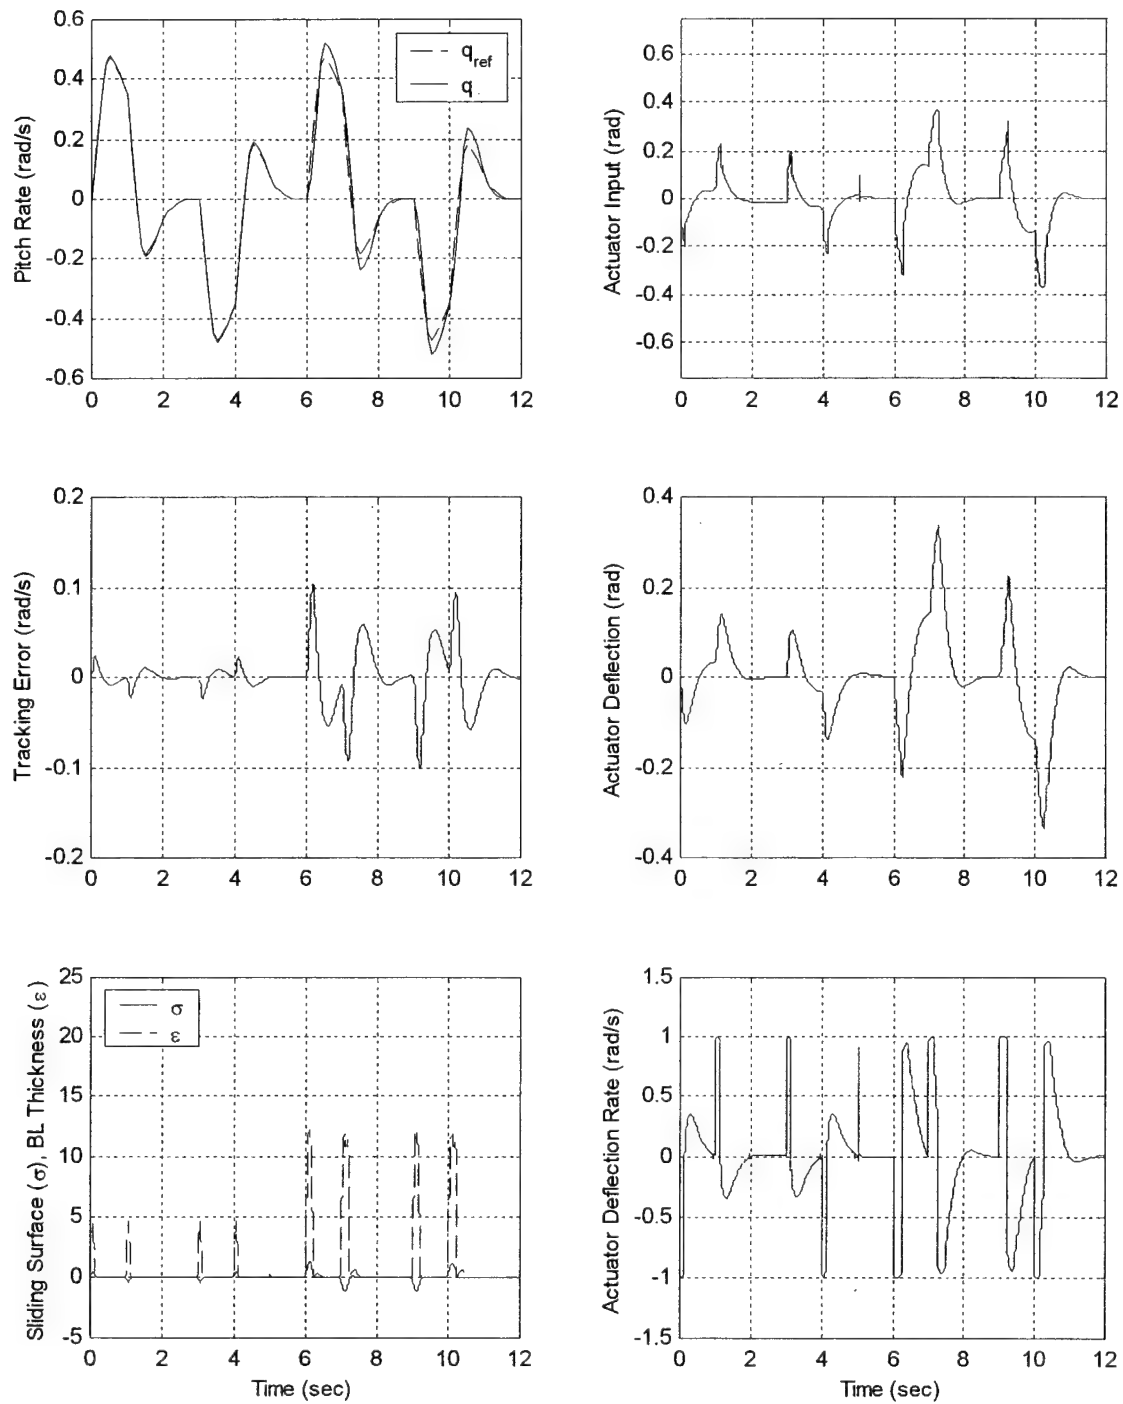 Pitch Rate (rad/s)
0.6
0.4
0.2
0
-0.2
-0.4
-0.6
0 2 4 6 8 10 12
q_ref
q
Actuator Input (rad)
0.6
0.4
0.2
0
-0.2
-0.4
-0.6
0 2 4 6 8 10 12
Tracking Error (rad/s)
0.2
0.1
0
-0.1
-0.2
0 2 4 6 8 10 12
Actuator Deflection (rad)
0.4
0.2
0
-0.2
-0.4
0 2 4 6 8 10 12
Sliding Surface (σ), BL Thickness (ε)
25
20
15
10
5
0
-5
σ
ε
0 2 4 6 8 10 12
Time (sec)
Actuator Deflection Rate (rad/s)
1.5
1
0.5
0
-0.5
-1
-1.5
0 2 4 6 8 10 12
Time (sec)